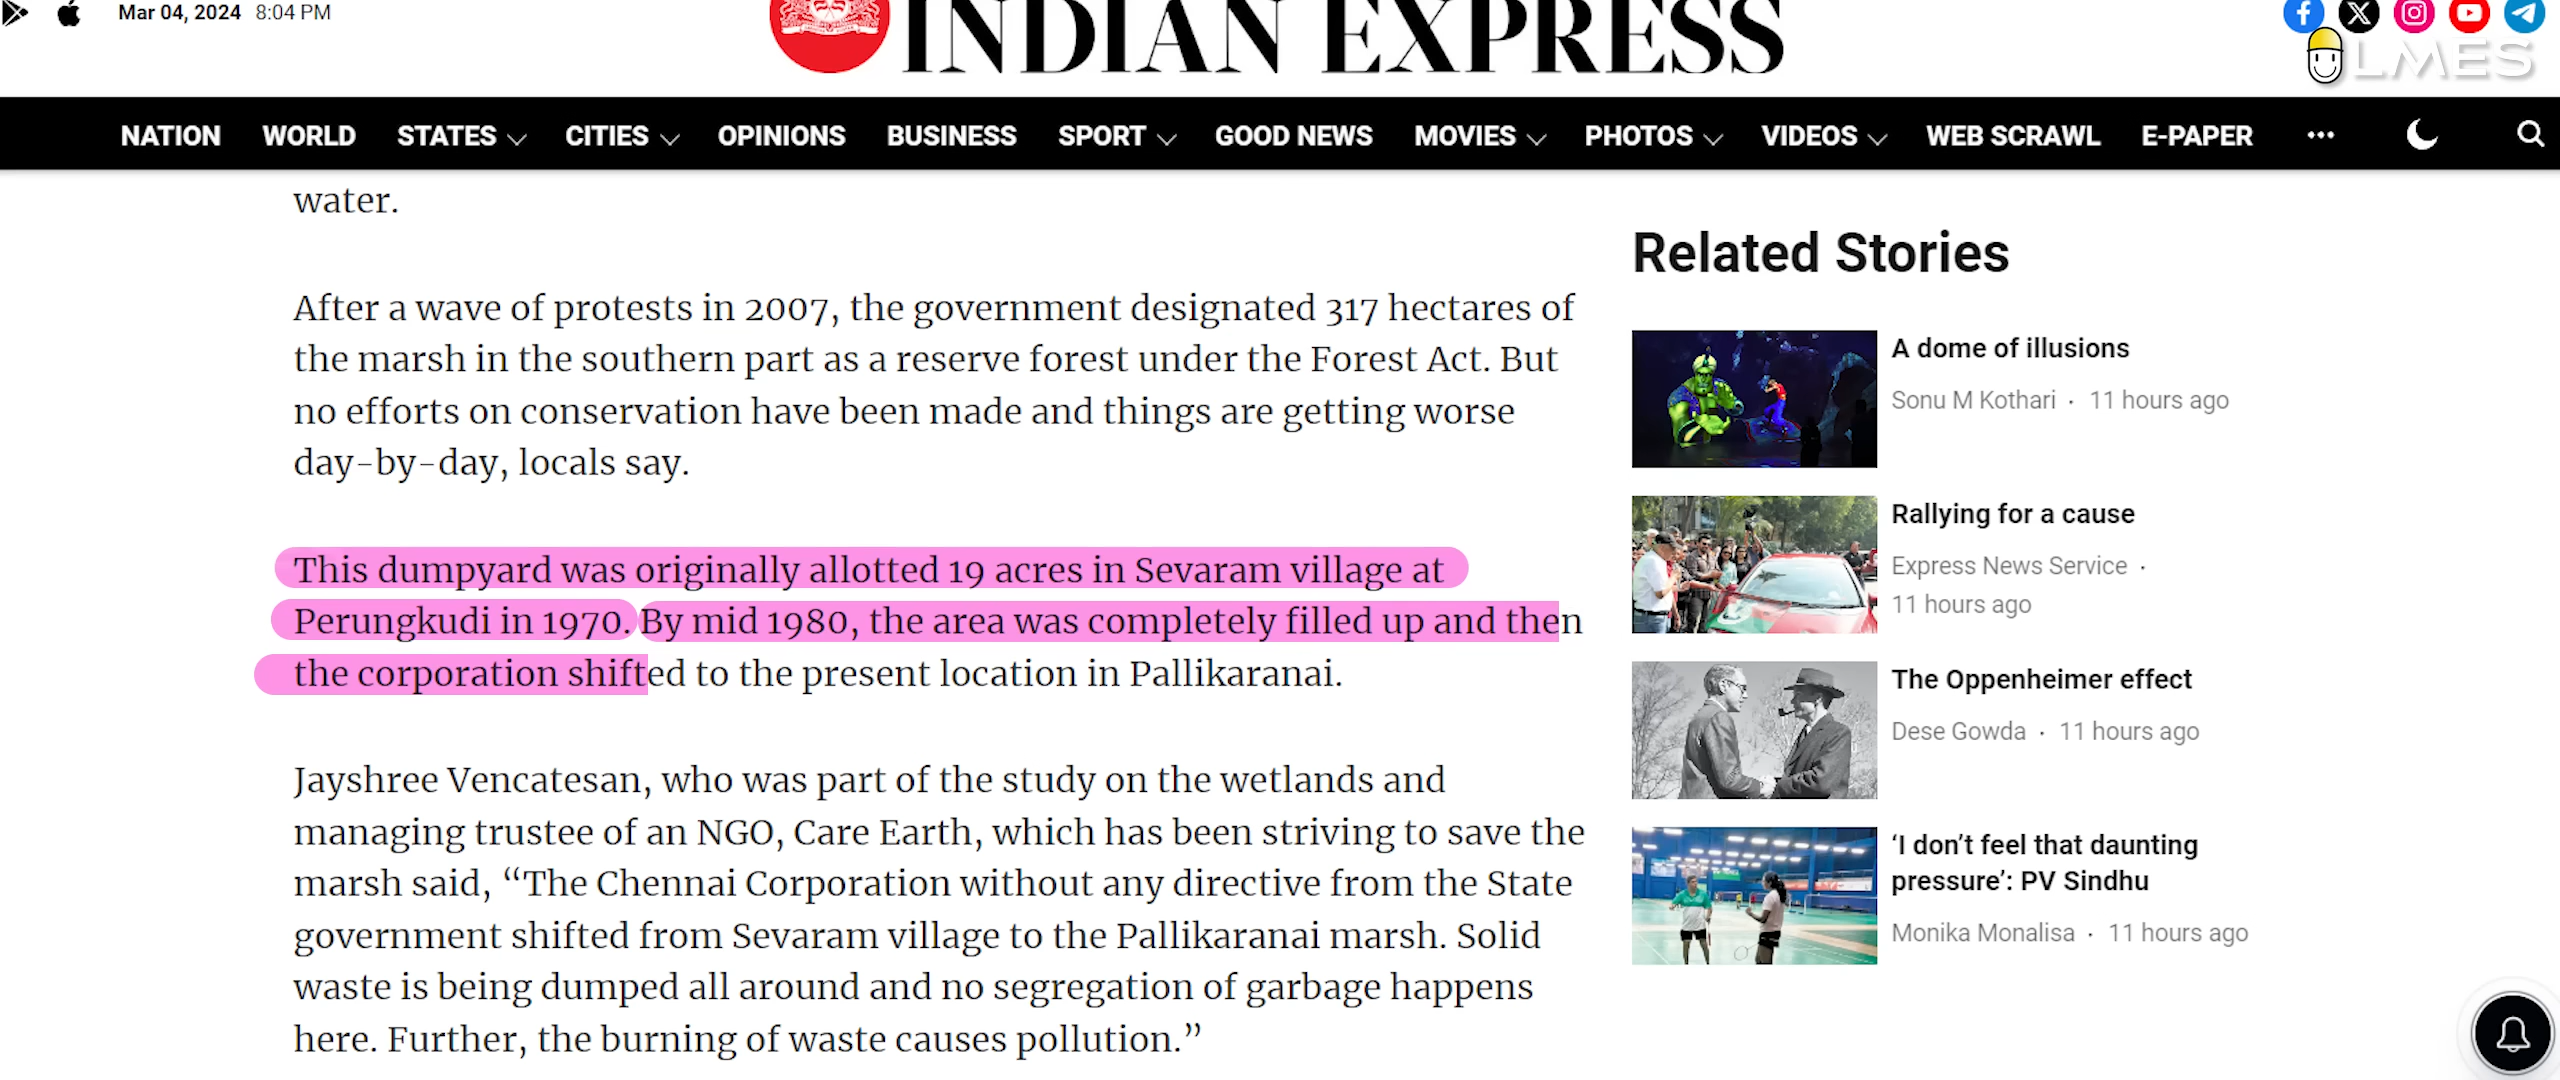 Mar 04, 2024 8:04 PM
INDIAN EXPRESS
LMES
NATION WORLD STATES CITIES OPINIONS BUSINESS SPORT GOOD NEWS MOVIES PHOTOS VIDEOS WEB SCRAWL E-PAPER
water.
After a wave of protests in 2007, the government designated 317 hectares of
the marsh in the southern part as a reserve forest under the Forest Act. But
no efforts on conservation have been made and things are getting worse
day-by-day, locals say.
This dumpyard was originally allotted 19 acres in Sevaram village at
Perungkudi in 1970. By mid 1980, the area was completely filled up and then
the corporation shifted to the present location in Pallikaranai.
Jayshree Vencatesan, who was part of the study on the wetlands and
managing trustee of an NGO, Care Earth, which has been striving to save the
marsh said, “The Chennai Corporation without any directive from the State
government shifted from Sevaram village to the Pallikaranai marsh. Solid
waste is being dumped all around and no segregation of garbage happens
here. Further, the burning of waste causes pollution.”
Related Stories
A dome of illusions
Sonu M Kothari · 11 hours ago
Rallying for a cause
Express News Service ·
11 hours ago
The Oppenheimer effect
Dese Gowda · 11 hours ago
‘I don’t feel that daunting
pressure’: PV Sindhu
Monika Monalisa · 11 hours ago